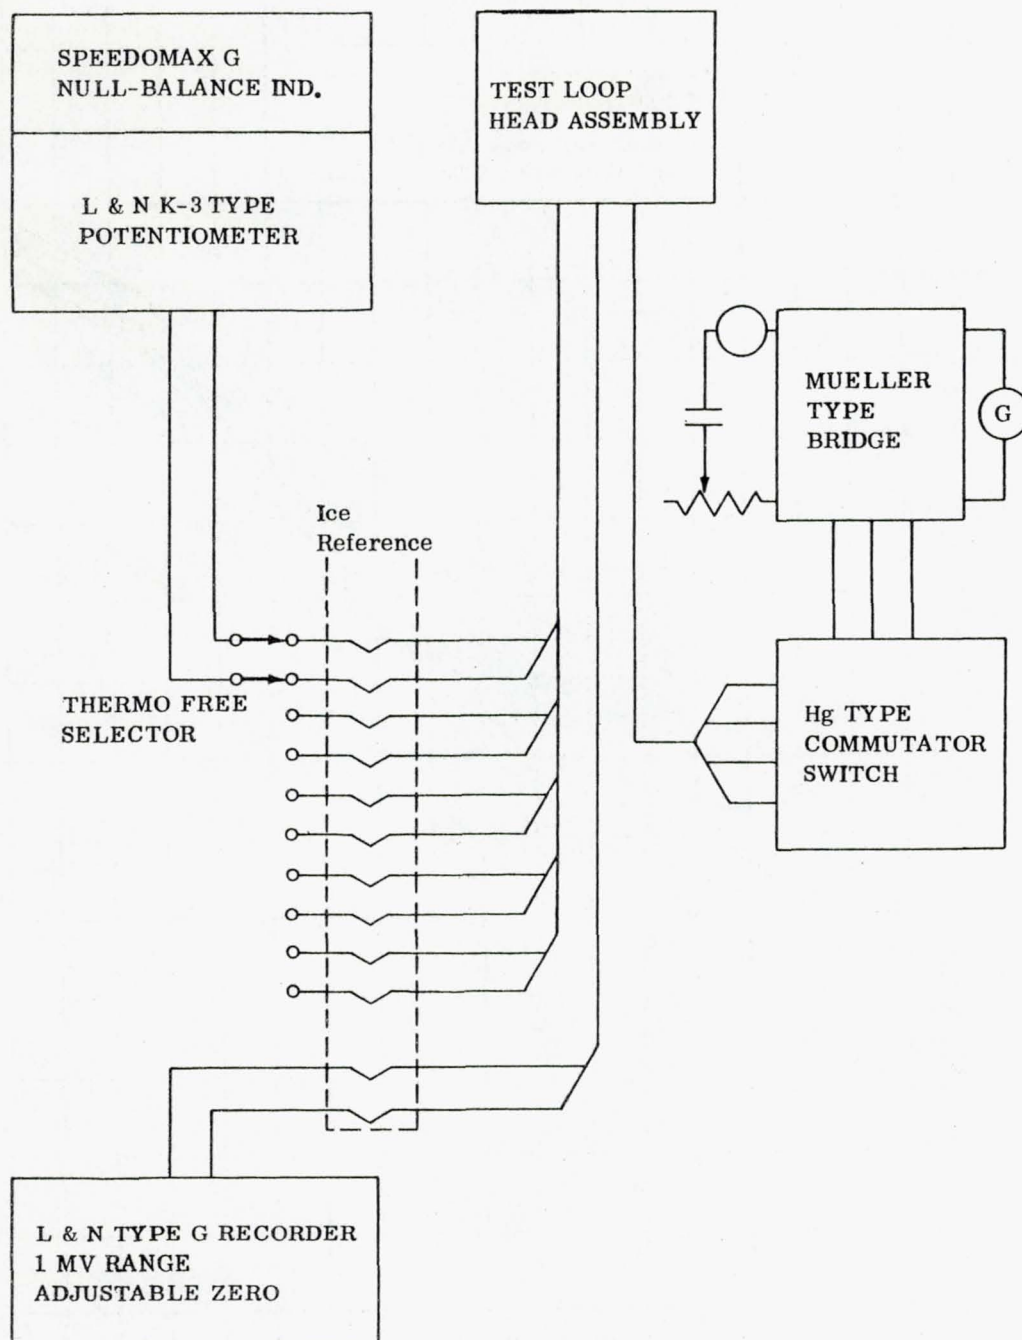 SPEEDOMAX G
NULL-BALANCE IND.
L & N K-3 TYPE
POTENTIOMETER
TEST LOOP
HEAD ASSEMBLY
MUELLER
TYPE
BRIDGE
G
Ice
Reference
THERMO FREE
SELECTOR
Hg TYPE
COMMUTATOR
SWITCH
L & N TYPE G RECORDER
1 MV RANGE
ADJUSTABLE ZERO